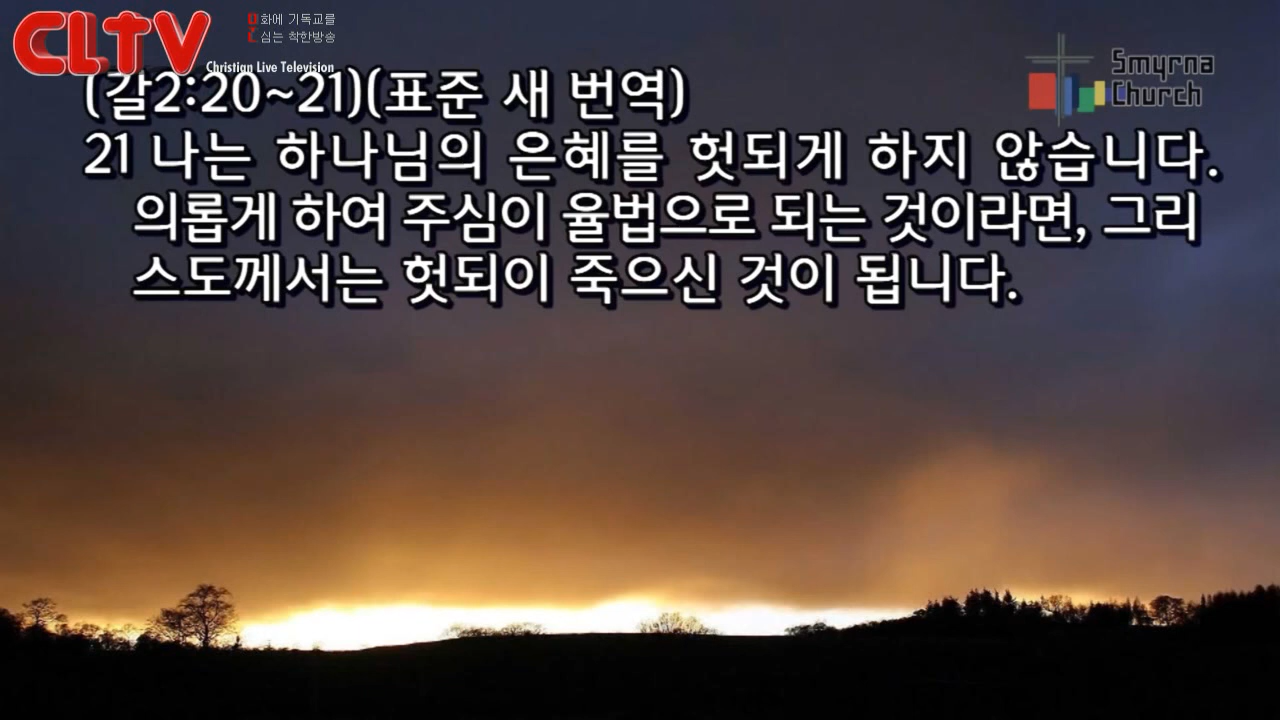 CLTV
화에 기독교를
심는 착한방송
Christian Live Television
Smyrna
Church
(갈2:20~21)(표준 새 번역)
21 나는 하나님의 은혜를 헛되게 하지 않습니다.
의롭게 하여 주심이 율법으로 되는 것이라면, 그리
스도께서는 헛되이 죽으신 것이 됩니다.